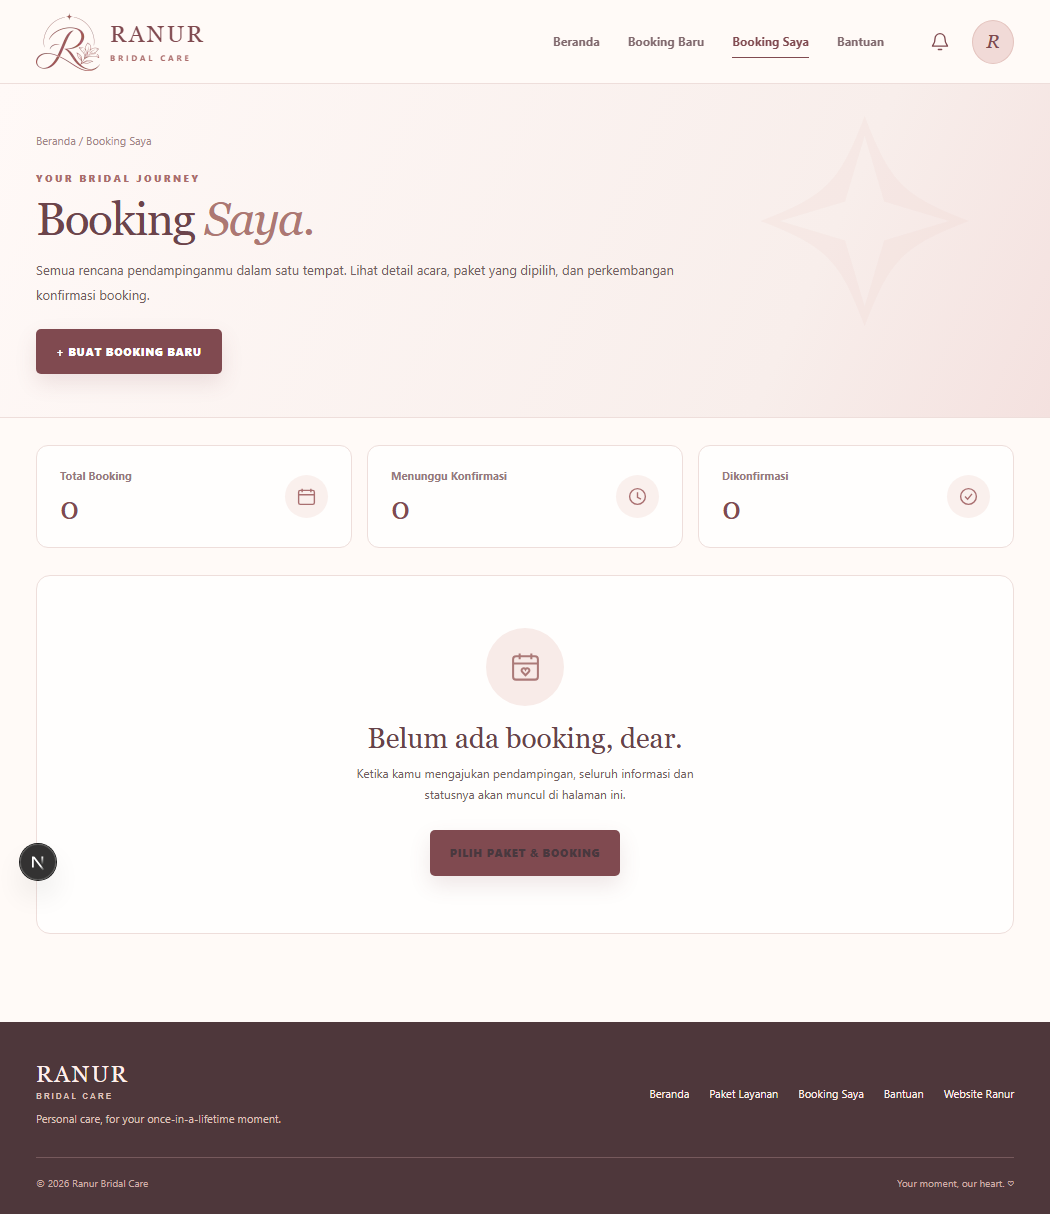 RANUR
BRIDAL CARE
Beranda
Booking Baru
Booking Saya
Bantuan
R
Beranda / Booking Saya
YOUR BRIDAL JOURNEY
Booking Saya.
Semua rencana pendampinganmu dalam satu tempat. Lihat detail acara, paket yang dipilih, dan perkembangan
konfirmasi booking.
+ BUAT BOOKING BARU
Total Booking
0
Menunggu Konfirmasi
0
Dikonfirmasi
0
Belum ada booking, dear.
Ketika kamu mengajukan pendampingan, seluruh informasi dan
statusnya akan muncul di halaman ini.
PILIH PAKET & BOOKING
N
RANUR
BRIDAL CARE
Personal care, for your once-in-a-lifetime moment.
Beranda
Paket Layanan
Booking Saya
Bantuan
Website Ranur
© 2026 Ranur Bridal Care
Your moment, our heart. ♡